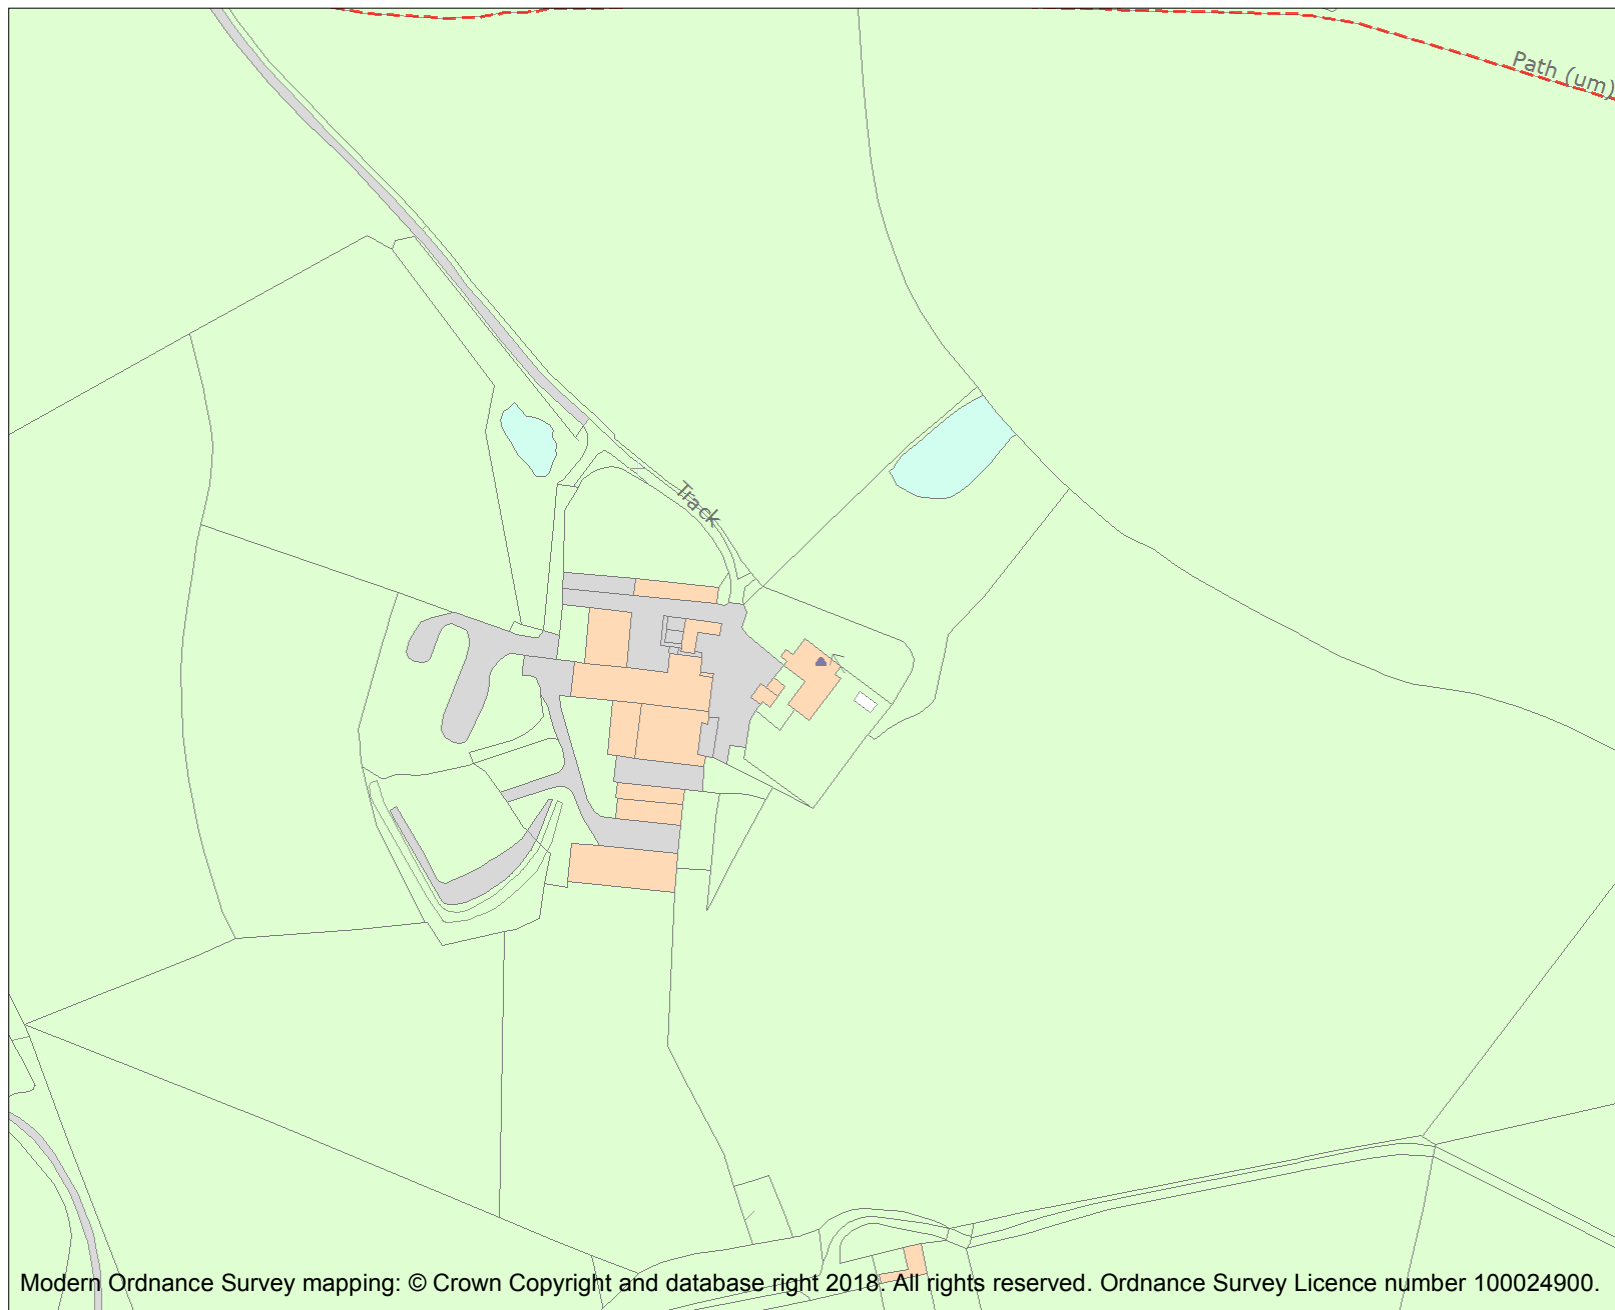 Path (um)
Track
Modern Ordnance Survey mapping: © Crown Copyright and database right 2018. All rights reserved. Ordnance Survey Licence number 100024900.